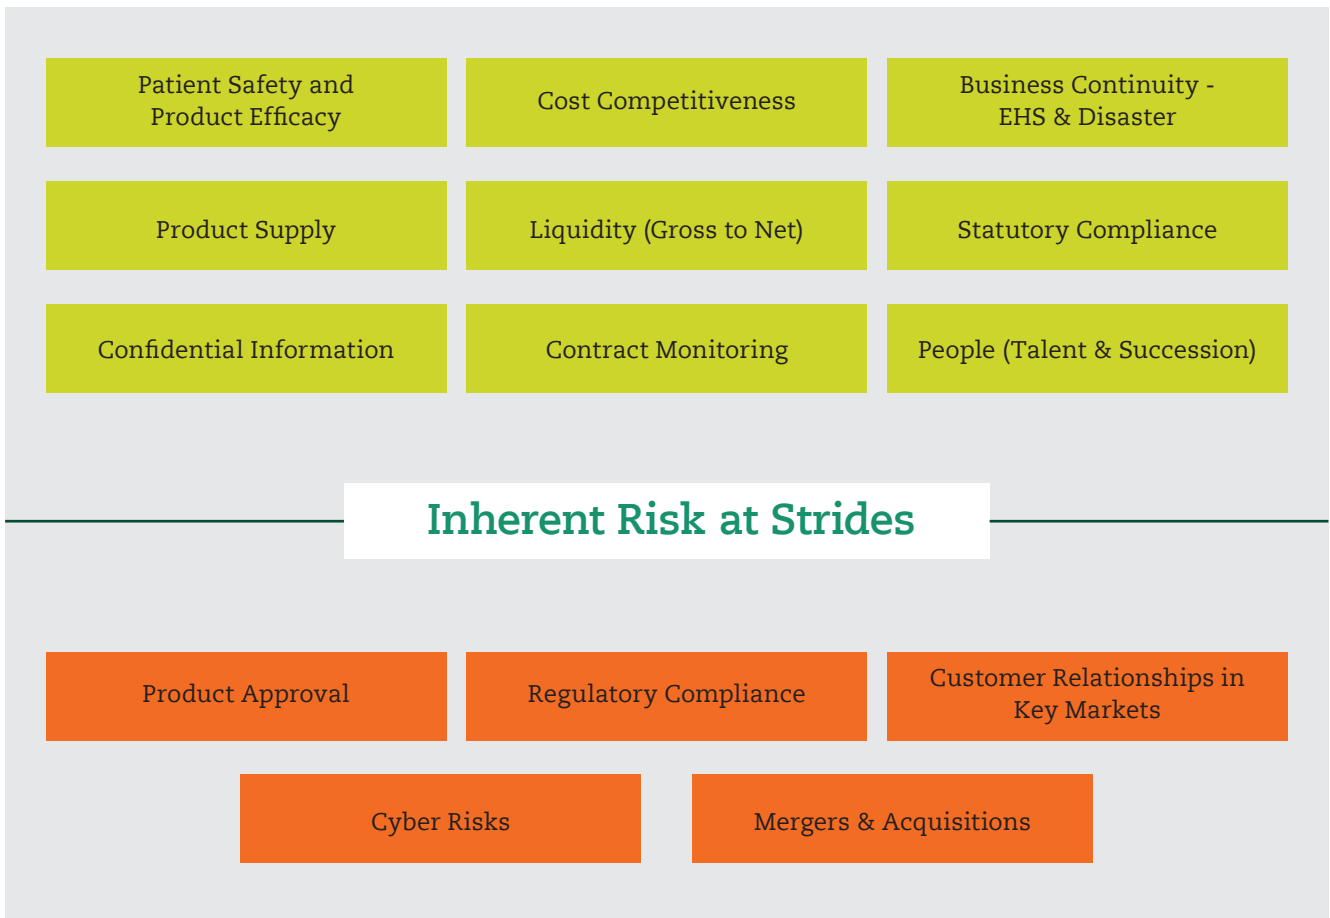 Patient Safety and
Product Efficacy
Cost Competitiveness
Business Continuity -
EHS & Disaster
Product Supply
Liquidity (Gross to Net)
Statutory Compliance
Confidential Information
Contract Monitoring
People (Talent & Succession)
Inherent Risk at Strides
Product Approval
Regulatory Compliance
Customer Relationships in
Key Markets
Cyber Risks
Mergers & Acquisitions